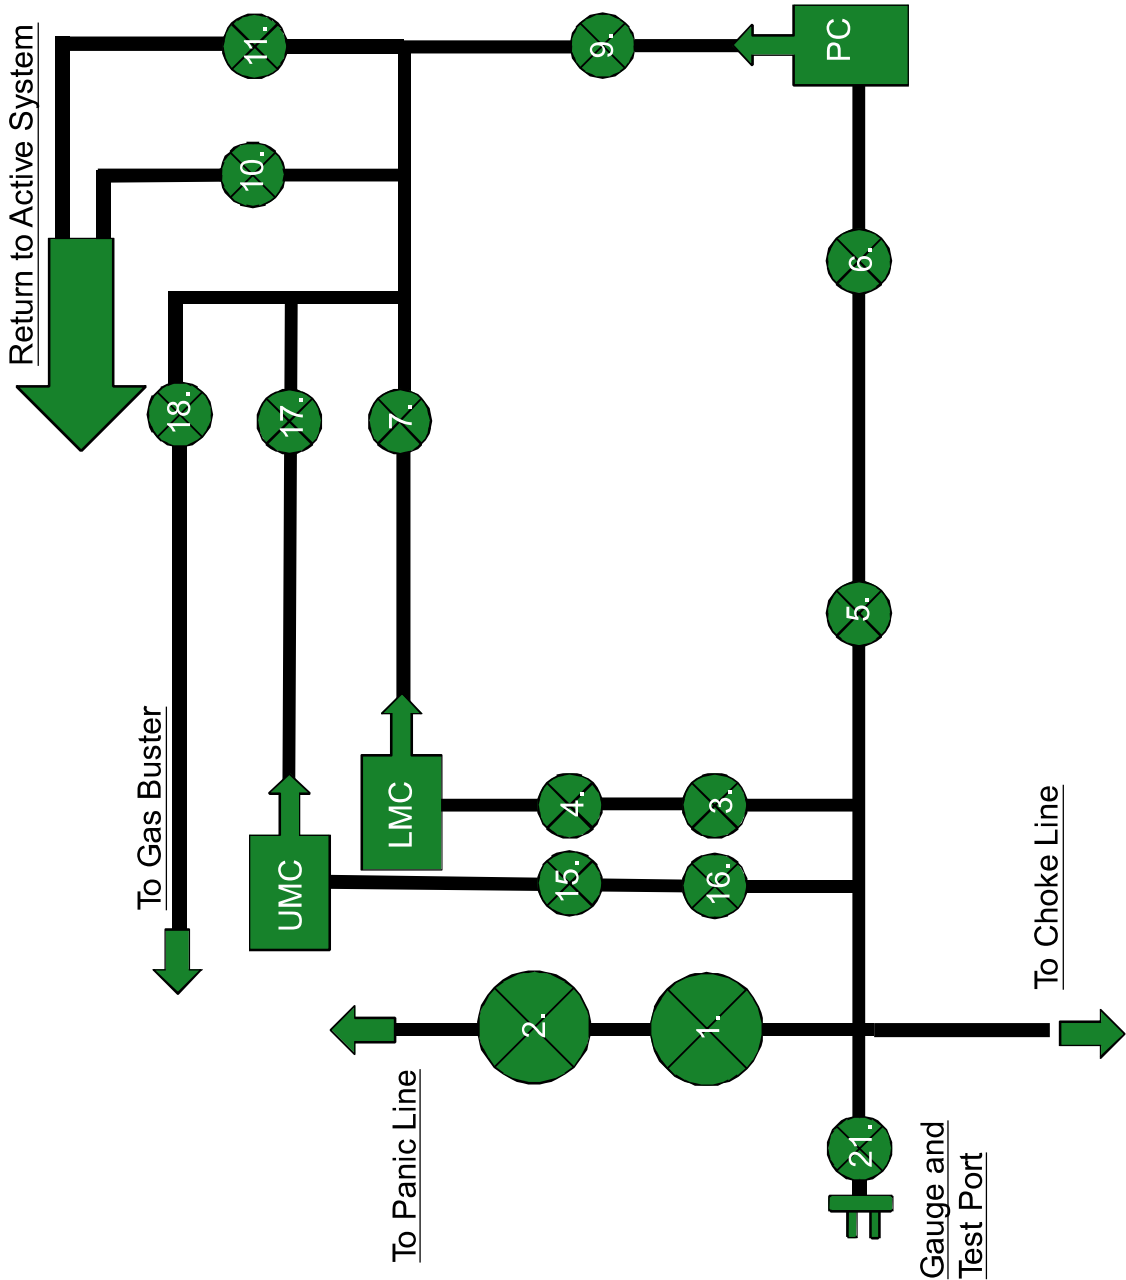 Return to Active System
11.
10.
9.
PC
18.
17.
7.
6.
5.
To Gas Buster
UMC
LMC
4.
3.
15.
16.
2.
1.
To Choke Line
To Panic Line
21.
Gauge and
Test Port